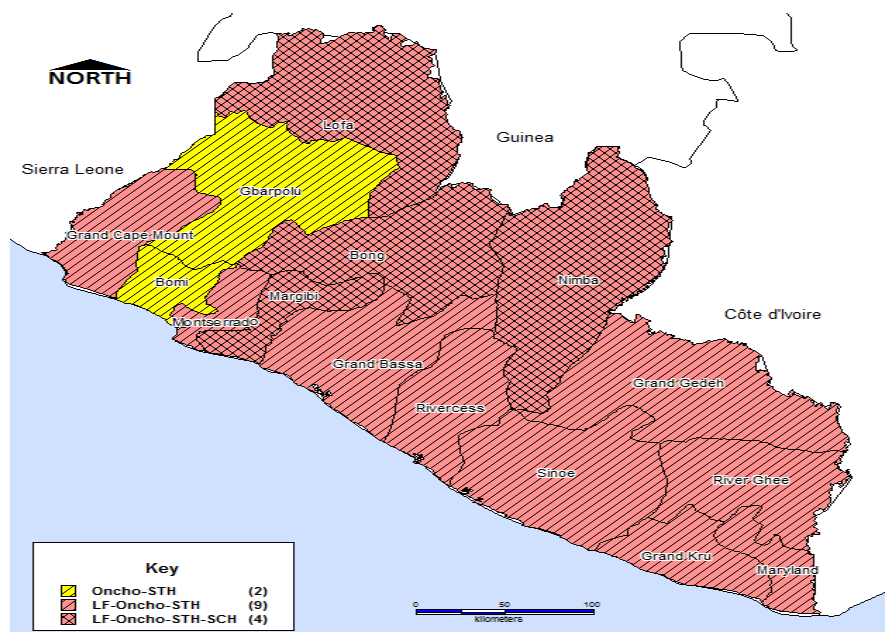 NORTH
Lofa
Guinea
Sierra Leone
Gbarpolu
Grand Cape Mount
Bong
Bomi
Nimba
Margibi
Montserrado
Côte d'Ivoire
Grand Bassa
Grand Gedeh
Rivercess
Sinoe
River Ghee
Grand Kru
Maryland
Key
Oncho-STH (2)
LF-Oncho-STH (9)
LF-Oncho-STH-SCH (4)
0 50 100
kilometers